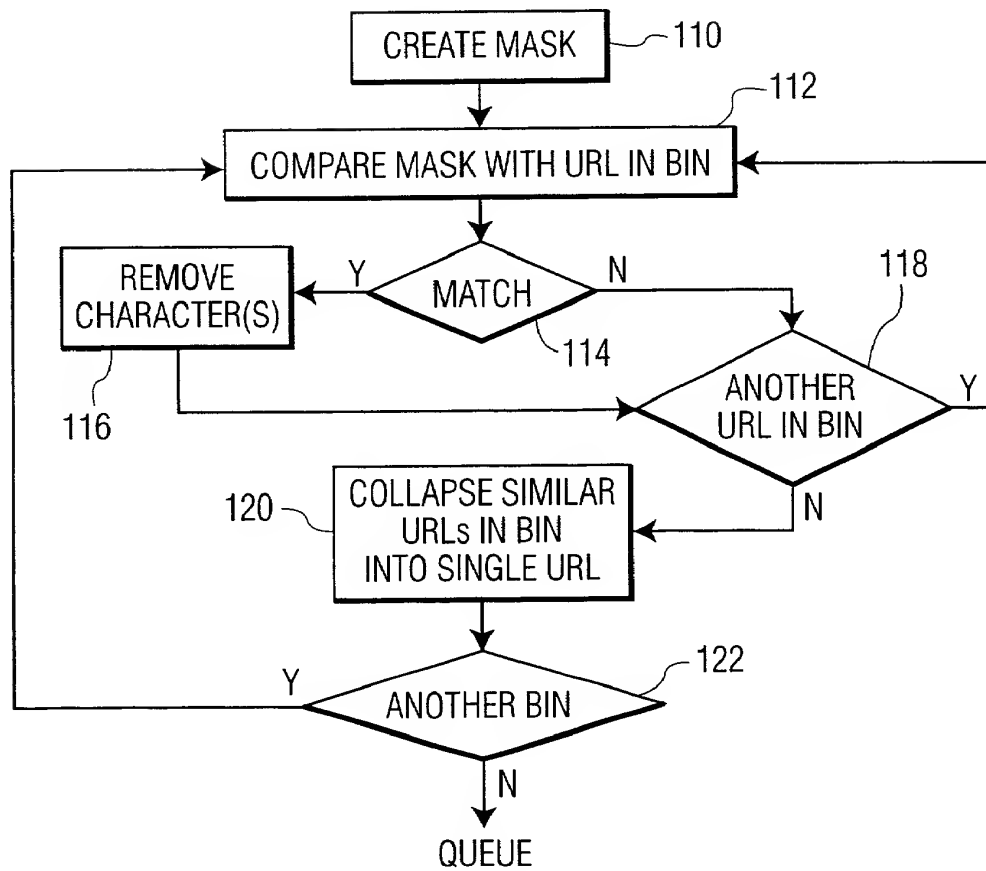 CREATE MASK
110
112
COMPARE MASK WITH URL IN BIN
REMOVE
CHARACTER(S)
116
Y
MATCH
N
114
118
ANOTHER
URL IN BIN
Y
N
120
COLLAPSE SIMILAR
URLs IN BIN
INTO SINGLE URL
122
Y
ANOTHER BIN
N
QUEUE